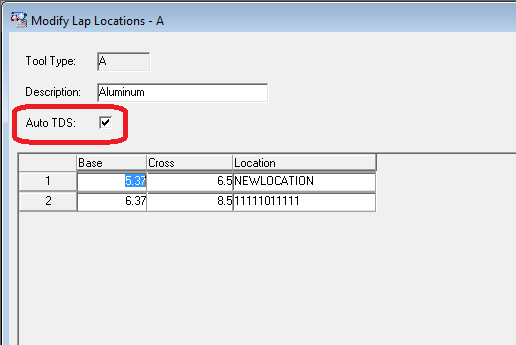 Modify Lap Locations - A
Tool Type: A
Description: Aluminum
Auto TDS:
Base Cross Location
1 5.37 6.5 NEWLOCATION
2 6.37 8.5 11111011111